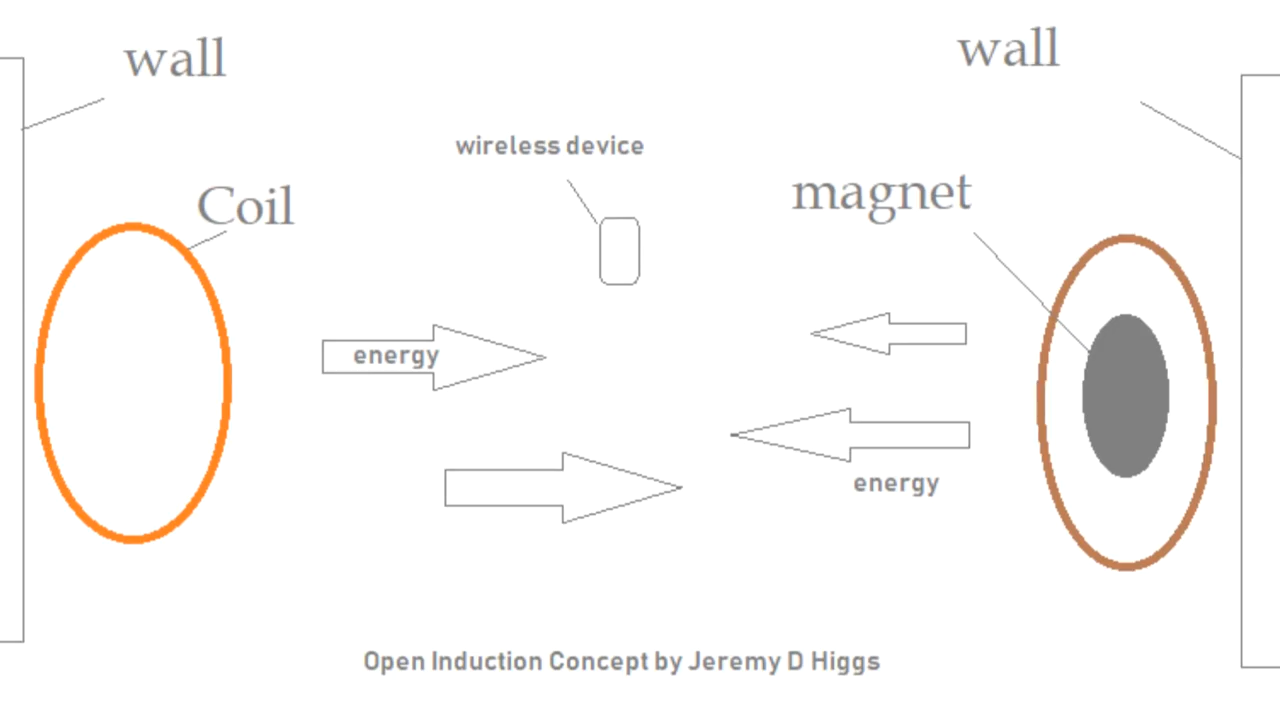 wall
wall
wireless device
Coil
magnet
energy
energy
Open Induction Concept by Jeremy D Higgs